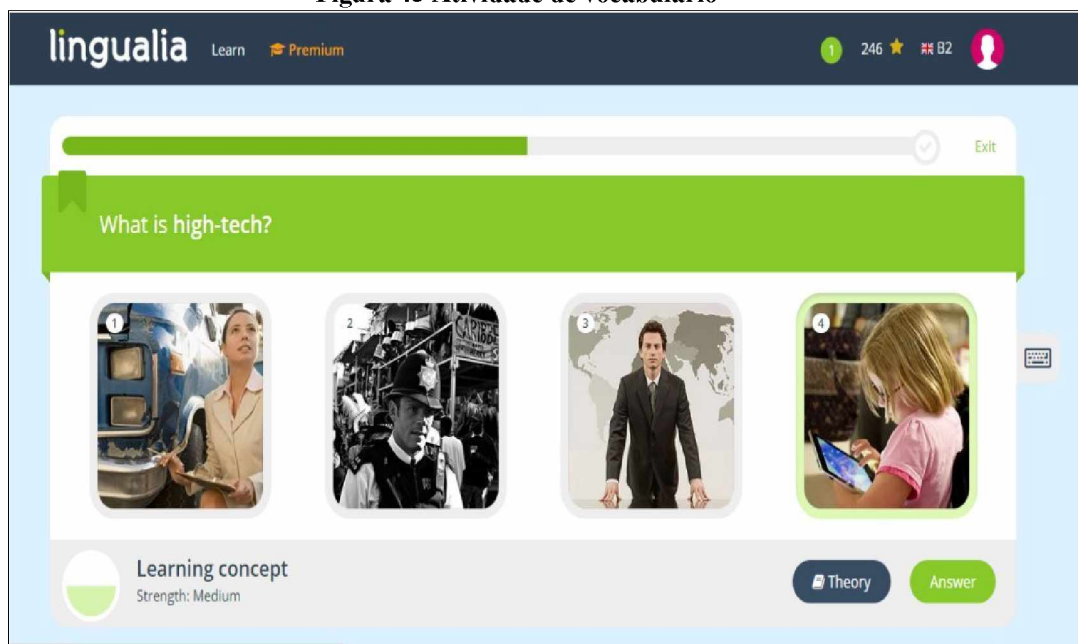 Figura 43 Atividade de vocabulário
lingualia Learn Premium 1 246 B2
Exit
What is high-tech?
1 2 3 4
Learning concept
Strength: Medium
Theory Answer